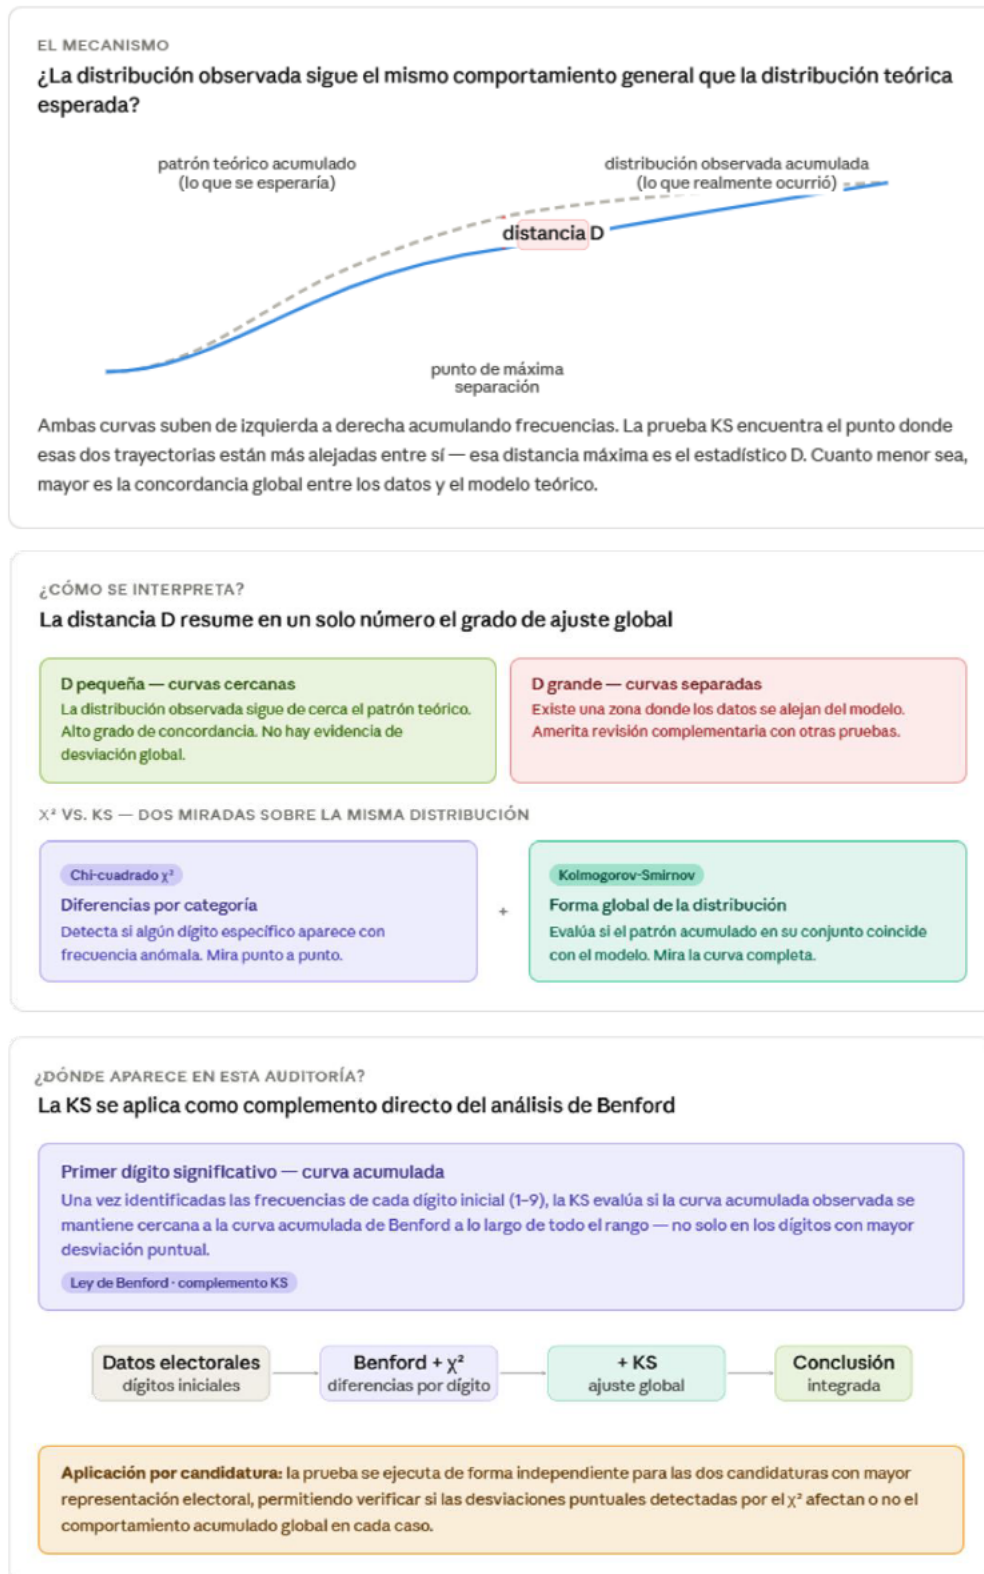 EL MECANISMO
¿La distribución observada sigue el mismo comportamiento general que la distribución teórica
esperada?
patrón teórico acumulado
(lo que se esperaría)
distribución observada acumulada
(lo que realmente ocurrió)
distancia D
punto de máxima
separación
Ambas curvas suben de izquierda a derecha acumulando frecuencias. La prueba KS encuentra el punto donde
esas dos trayectorias están más alejadas entre sí — esa distancia máxima es el estadístico D. Cuanto menor sea,
mayor es la concordancia global entre los datos y el modelo teórico.
¿CÓMO SE INTERPRETA?
La distancia D resume en un solo número el grado de ajuste global
D pequeña — curvas cercanas
La distribución observada sigue de cerca el patrón teórico.
Alto grado de concordancia. No hay evidencia de
desviación global.
D grande — curvas separadas
Existe una zona donde los datos se alejan del modelo.
Amerita revisión complementaria con otras pruebas.
X² VS. KS — DOS MIRADAS SOBRE LA MISMA DISTRIBUCIÓN
Chi-cuadrado χ²
Diferencias por categoría
Detecta si algún dígito específico aparece con
frecuencia anómala. Mira punto a punto.
+
Kolmogorov-Smirnov
Forma global de la distribución
Evalúa si el patrón acumulado en su conjunto coincide
con el modelo. Mira la curva completa.
¿DÓNDE APARECE EN ESTA AUDITORÍA?
La KS se aplica como complemento directo del análisis de Benford
Primer dígito significativo — curva acumulada
Una vez identificadas las frecuencias de cada dígito inicial (1–9), la KS evalúa si la curva acumulada observada se
mantiene cercana a la curva acumulada de Benford a lo largo de todo el rango — no solo en los dígitos con mayor
desviación puntual.
Ley de Benford · complemento KS
Datos electorales
dígitos iniciales
Benford + χ²
diferencias por dígito
+ KS
ajuste global
Conclusión
integrada
Aplicación por candidatura: la prueba se ejecuta de forma independiente para las dos candidaturas con mayor
representación electoral, permitiendo verificar si las desviaciones puntuales detectadas por el χ² afectan o no el
comportamiento acumulado global en cada caso.